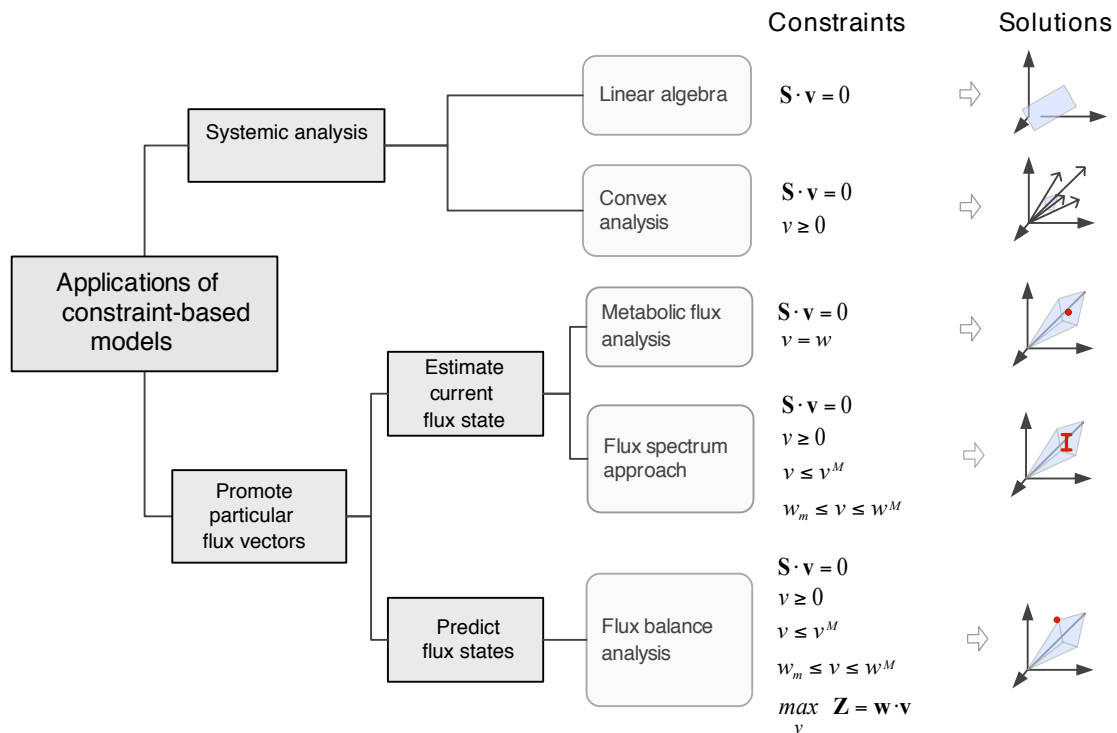 Constraints
Solutions
Linear algebra
S · v = 0
Systemic analysis
Convex
analysis
S · v = 0
v ≥ 0
Applications of
constraint-based
models
Metabolic flux
analysis
S · v = 0
v = w
Estimate
current
flux state
Flux spectrum
approach
S · v = 0
v ≥ 0
v ≤ v^M
w_m ≤ v ≤ w^M
Promote
particular
flux vectors
Predict
flux states
Flux balance
analysis
S · v = 0
v ≥ 0
v ≤ v^M
w_m ≤ v ≤ w^M
max Z = w · v
v